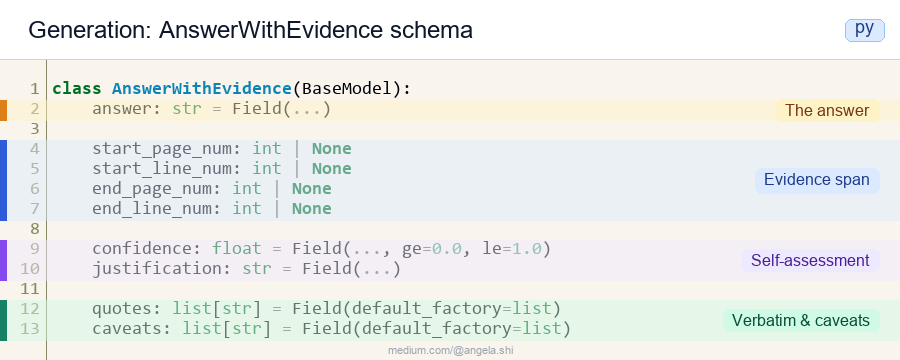 Generation: AnswerWithEvidence schema
py
1 class AnswerWithEvidence(BaseModel):
2     answer: str = Field(...)
The answer
3
4     start_page_num: int | None
5     start_line_num: int | None
6     end_page_num: int | None
Evidence span
7     end_line_num: int | None
8
9     confidence: float = Field(..., ge=0.0, le=1.0)
10     justification: str = Field(...)
Self-assessment
11
12     quotes: list[str] = Field(default_factory=list)
13     caveats: list[str] = Field(default_factory=list)
Verbatim & caveats
medium.com/@angela.shi